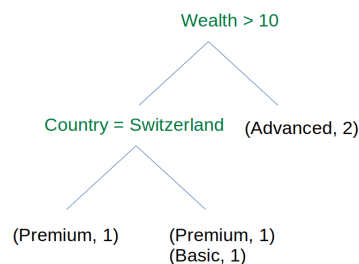 Wealth > 10
Country = Switzerland
(Advanced, 2)
(Premium, 1)
(Premium, 1)
(Basic, 1)